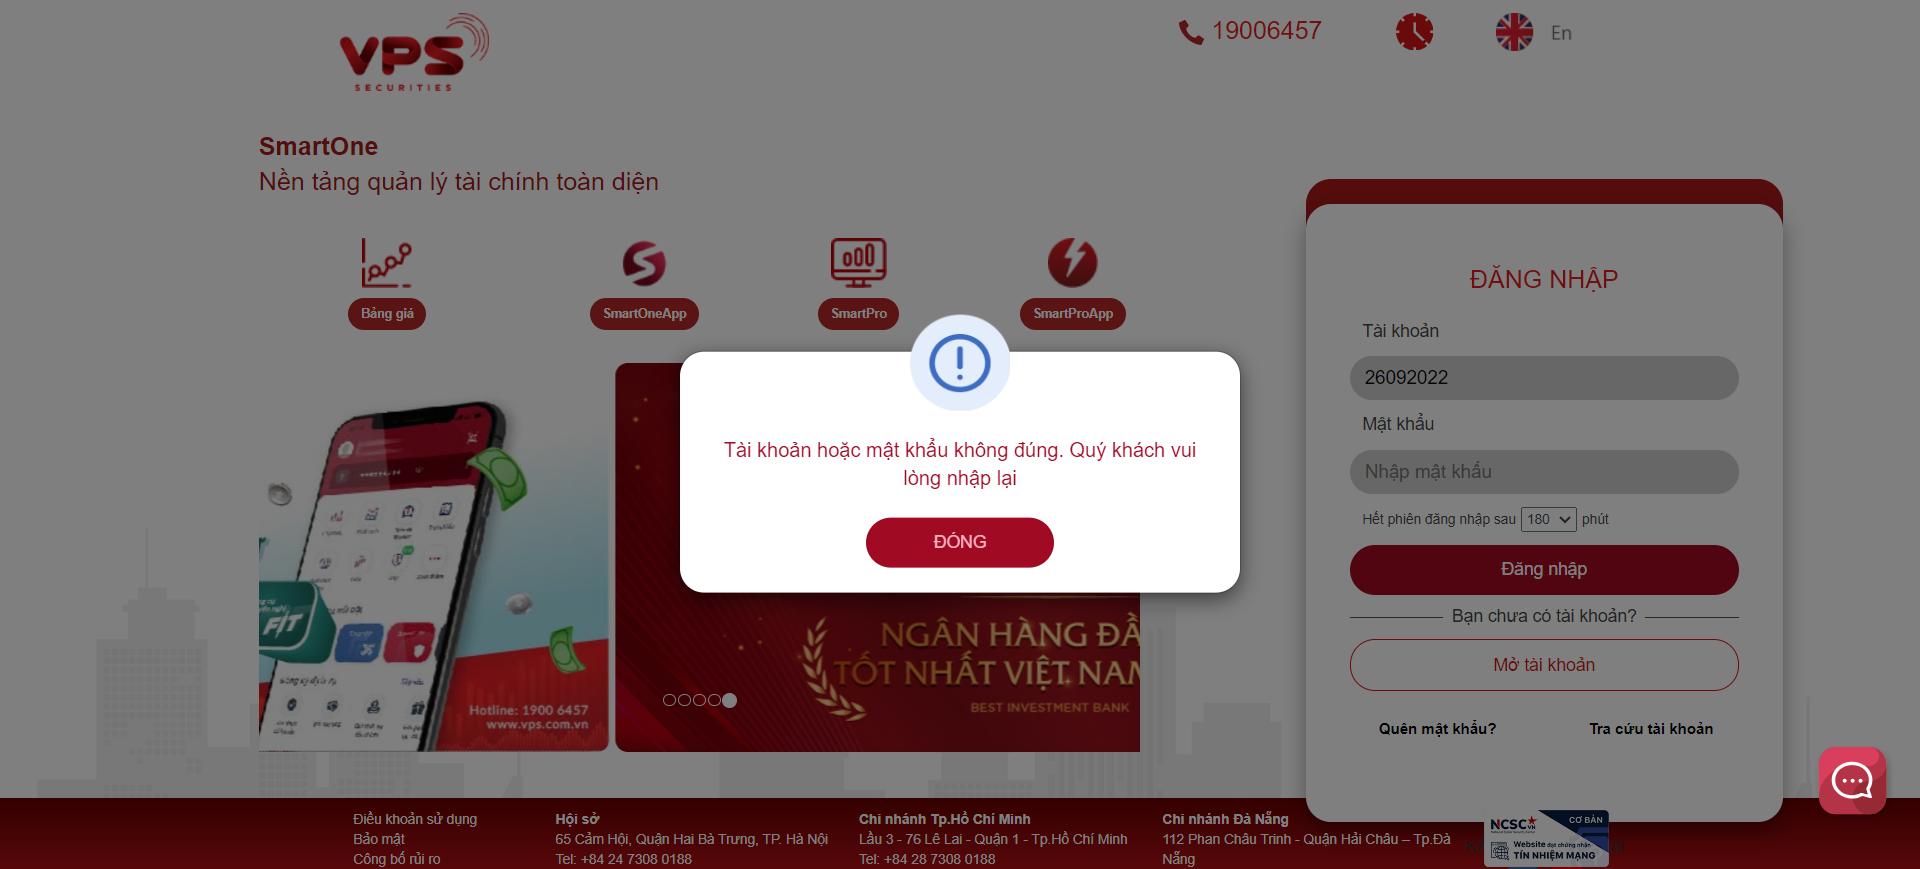 VPS
SECURITIES
19006457
En
SmartOne
Nền tảng quản lý tài chính toàn diện
Bảng giá
SmartOneApp
SmartPro
SmartProApp
Hotline: 1900 6457
www.vps.com.vn
FIT
NGÂN HÀNG ĐẦ
TỐT NHẤT VIỆT NAM
BEST INVESTMENT BANK
Tài khoản hoặc mật khẩu không đúng. Quý khách vui
lòng nhập lại
ĐÓNG
ĐĂNG NHẬP
Tài khoản
26092022
Mật khẩu
Nhập mật khẩu
Hết phiên đăng nhập sau 180 phút
Đăng nhập
Bạn chưa có tài khoản?
Mở tài khoản
Quên mật khẩu?
Tra cứu tài khoản
Điều khoản sử dụng
Bảo mật
Công bố rủi ro
Hội sở
65 Cảm Hội, Quận Hai Bà Trưng, TP. Hà Nội
Tel: +84 24 7308 0188
Chi nhánh Tp.Hồ Chí Minh
Lầu 3 - 76 Lê Lai - Quận 1 - Tp.Hồ Chí Minh
Tel: +84 28 7308 0188
Chi nhánh Đà Nẵng
112 Phan Châu Trinh - Quận Hải Châu – Tp.Đà
Nẵng
NCSC VN
CƠ BẢN
Website đạt chứng nhận
TÍN NHIỆM MẠNG